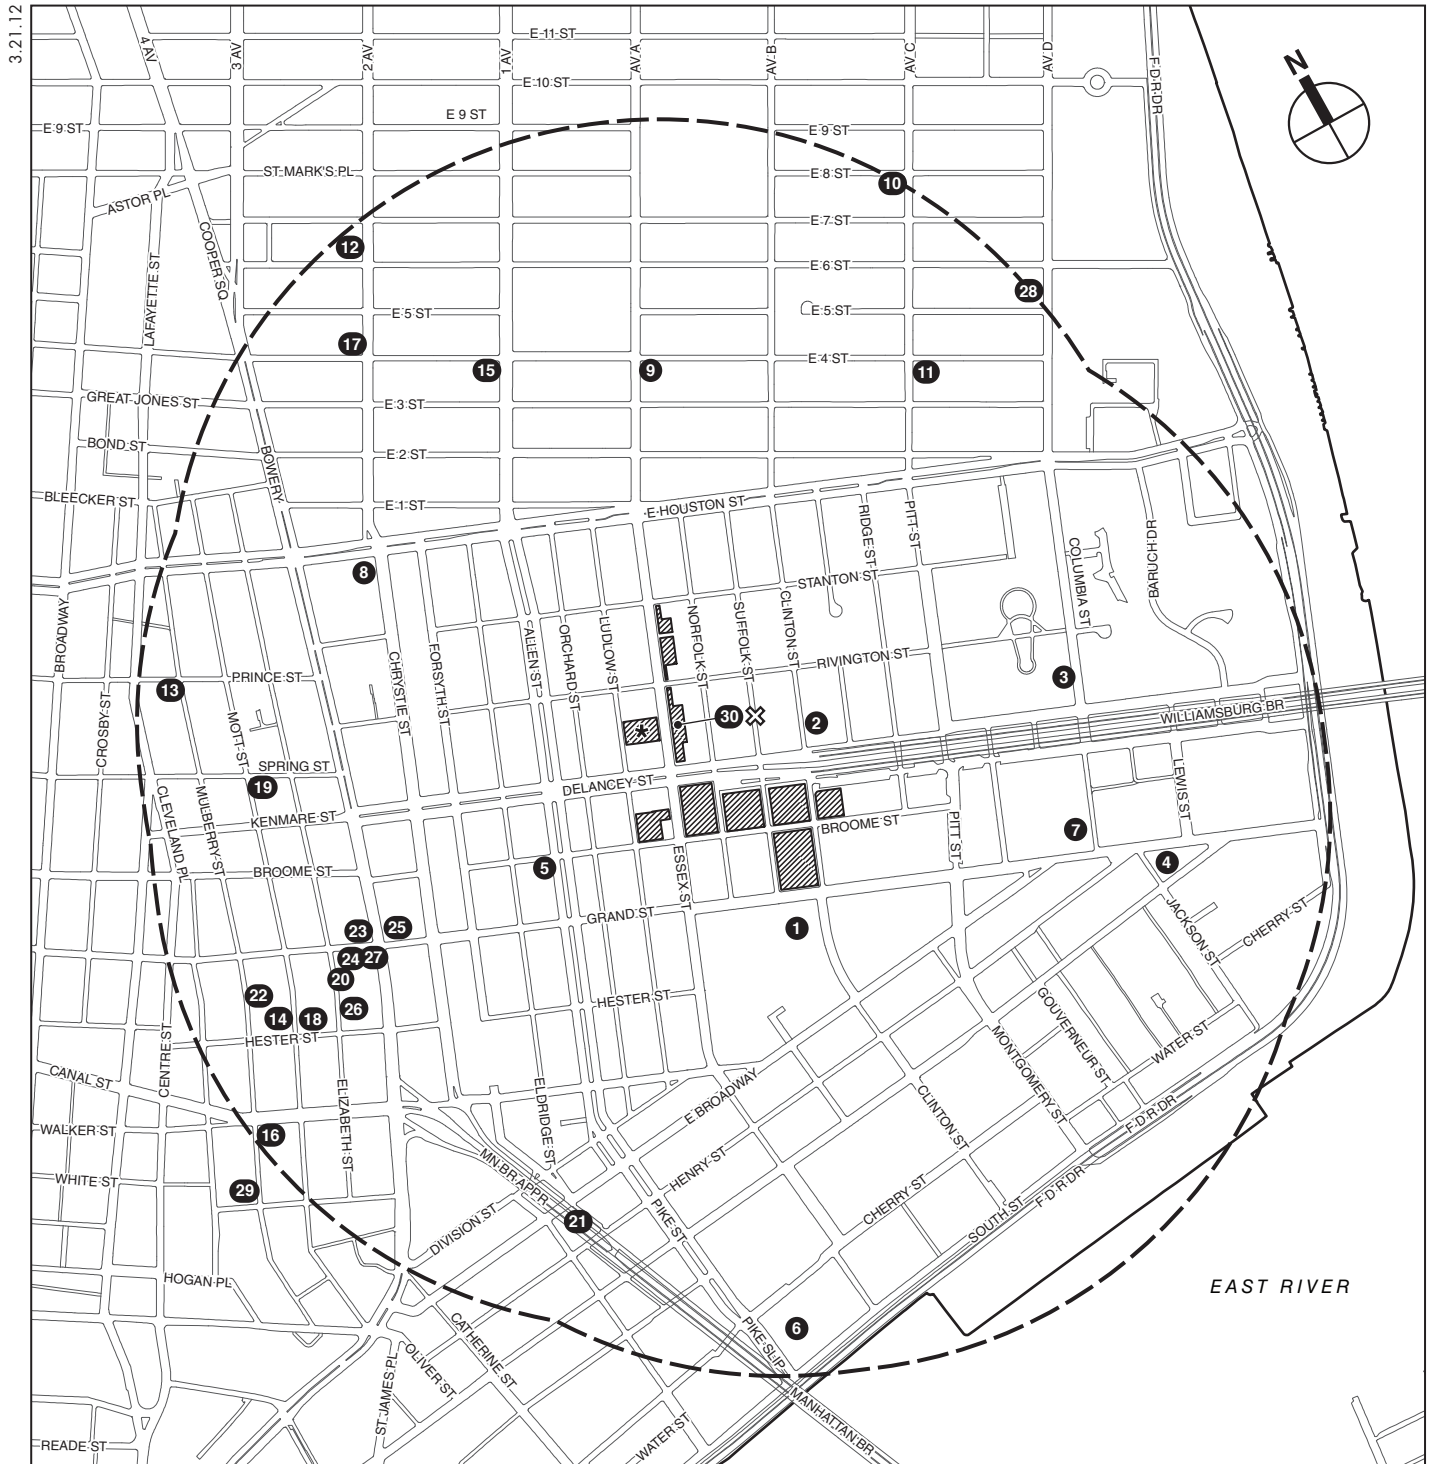 3.21.12
4 AV
3 AV
2 AV
1 AV
AV A
AV B
AV C
AV D
F D R DR
N
E 11 ST
E 10 ST
E 9 ST
E 9 ST
E 9 ST
ST MARK'S PL
E 8 ST
10
ASTOR PL
E 7 ST
COOPER SQ
LAFAYETTE ST
12
E 6 ST
28
E 5 ST
E 5 ST
17
E 4 ST
15
9
11
GREAT JONES ST
E 3 ST
BOND ST
E 2 ST
BOWERY
BLEECKER ST
E 1 ST
E HOUSTON ST
RIDGE ST
PITT ST
COLUMBIA ST
BARUCH DR
8
STANTON ST
BROADWAY
CROSBY ST
MOTT ST
CHRYSTIE ST
FORSYTH ST
ALLEN ST
ORCHARD ST
LUDLOW ST
NORFOLK ST
SUFFOLK ST
CLINTON ST
RIVINGTON ST
PRINCE ST
13
3
30
2
WILLIAMSBURG BR
SPRING ST
19
DELANCEY ST
CLEVELAND PL
MULBERRY ST
KENMARE ST
BROOME ST
PITT ST
7
LEWIS ST
BROOME ST
5
ESSEX ST
4
GRAND ST
1
JACKSON ST
CHERRY ST
23
25
24
27
20
22
26
14
18
HESTER ST
HESTER ST
GOUVERNEUR ST
MONTGOMERY ST
WATER ST
CENTRE ST
CANAL ST
ELIZABETH ST
ELDRIDGE ST
E BROADWAY
CLINTON ST
F D R DR
WALKER ST
16
WHITE ST
29
MN BR APPR
HENRY ST
PIKE ST
CHERRY ST
SOUTH ST
F D R DR
21
DIVISION ST
HOGAN PL
EAST RIVER
6
PIKE SLIP
CATHERINE ST
OLIVER ST
ST JAMES PL
MANHATTAN BR
WATER ST
READE ST